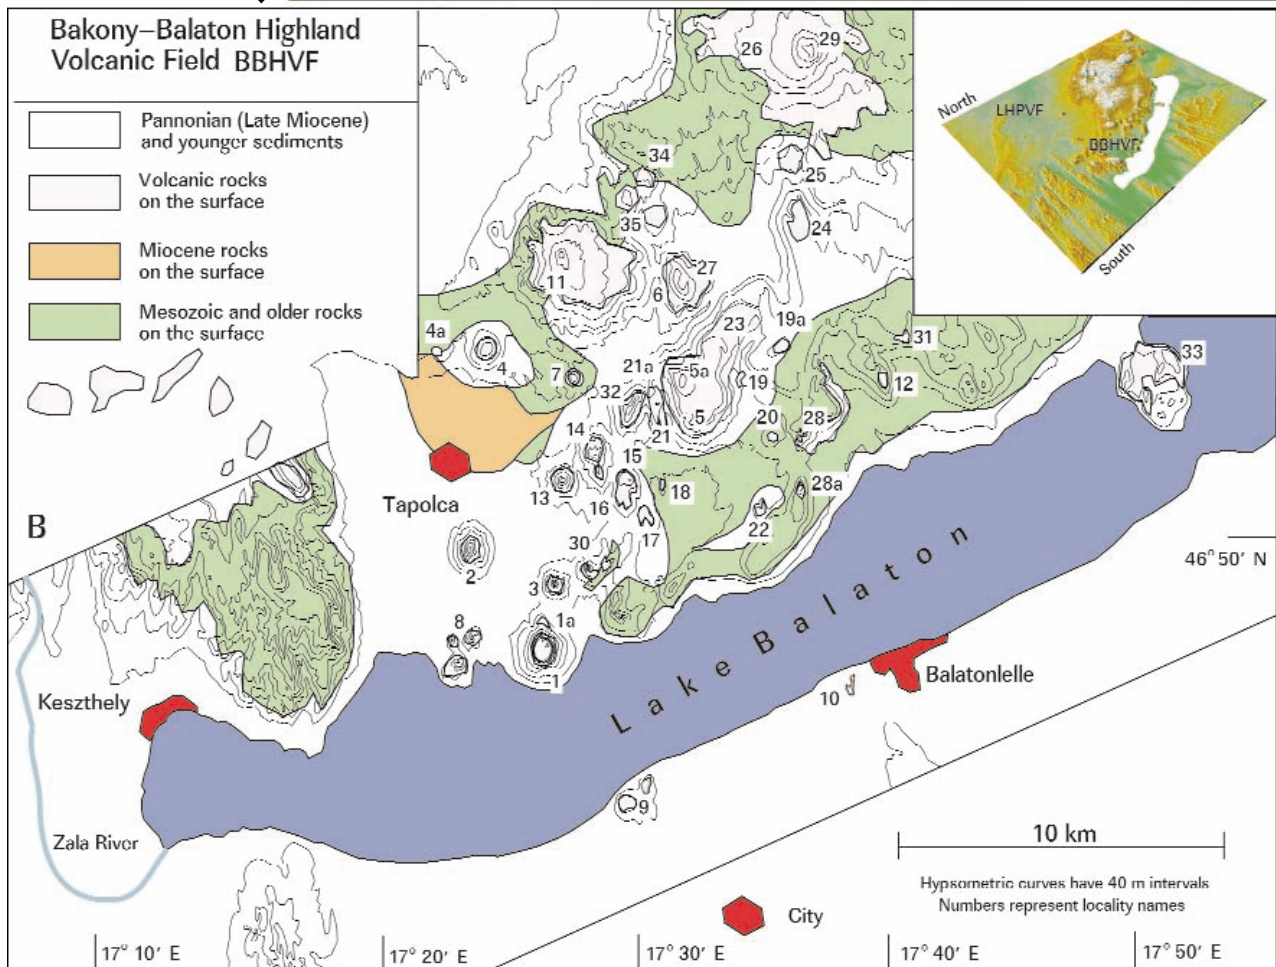 Bakony–Balaton Highland
Volcanic Field BBHVF
Pannonian (Late Miocene)
and younger sediments
Volcanic rocks
on the surface
Miocene rocks
on the surface
Mesozoic and older rocks
on the surface
North
LHPVF
BBHVF
South
26
29
34
25
35
24
11
27
6
23
19a
4a
31
33
4
7
21a
5a
19
12
32
5
20
28
21
14
15
13
16
18
28a
B
Tapolca
17
22
30
46° 50' N
2
3
8
1a
1
Lake Balaton
Keszthely
Balatonlelle
10
9
Zala River
10 km
Hypsometric curves have 40 m intervals
Numbers represent locality names
City
17° 10' E
17° 20' E
17° 30' E
17° 40' E
17° 50' E